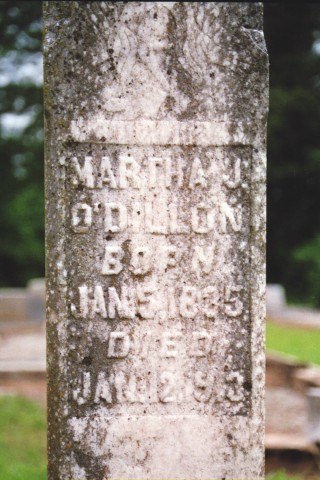 MARTHA J.
O'DILLON
BORN
JAN. 5, 1835
DIED
JAN. 12,